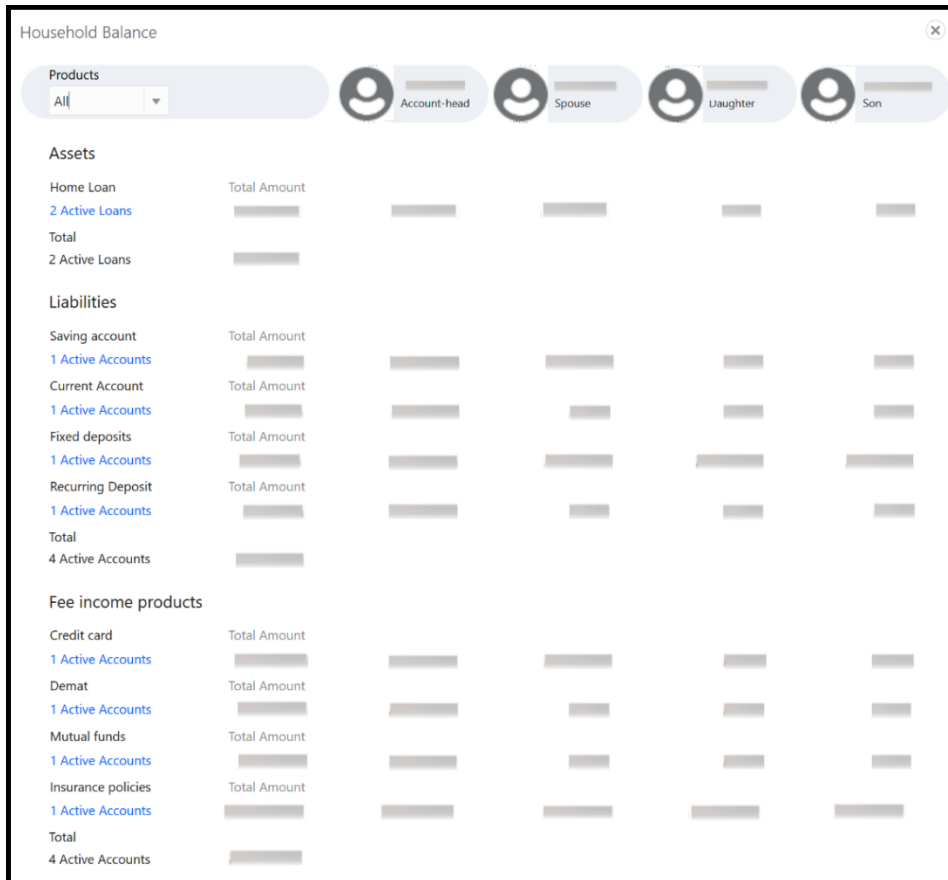 Household Balance
Products
All
Account-head
Spouse
Daughter
Son
Assets
Home Loan Total Amount
2 Active Loans
Total
2 Active Loans
Liabilities
Saving account Total Amount
1 Active Accounts
Current Account Total Amount
1 Active Accounts
Fixed deposits Total Amount
1 Active Accounts
Recurring Deposit Total Amount
1 Active Accounts
Total
4 Active Accounts
Fee income products
Credit card Total Amount
1 Active Accounts
Demat Total Amount
1 Active Accounts
Mutual funds Total Amount
1 Active Accounts
Insurance policies Total Amount
1 Active Accounts
Total
4 Active Accounts